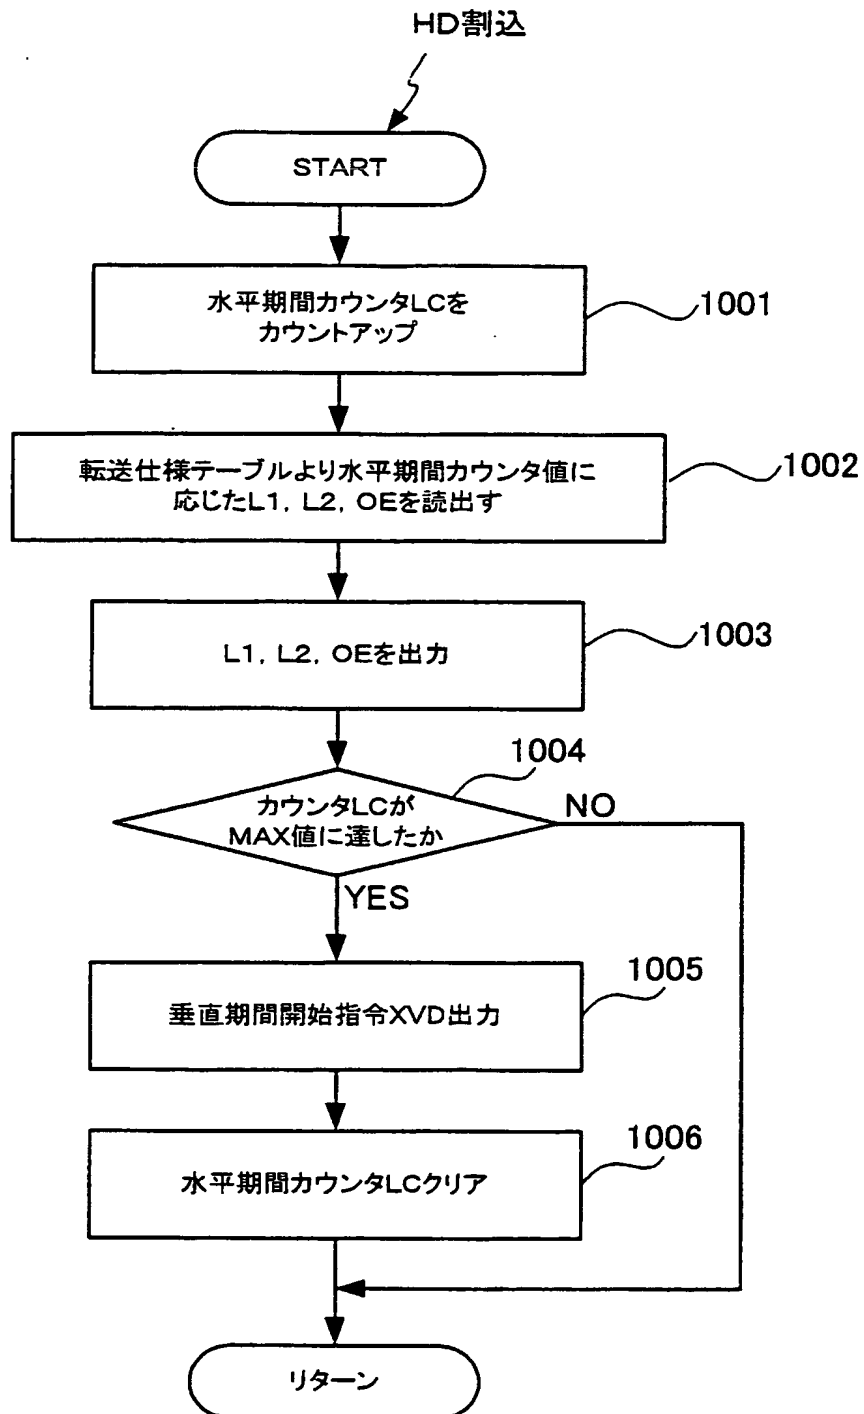 HD割込
START
水平期間カウンタLCを
カウントアップ
1001
転送仕様テーブルより水平期間カウンタ値に
応じたL1, L2, OEを読出す
1002
L1, L2, OEを出力
1003
1004
カウンタLCが
MAX値に達したか
NO
YES
垂直期間開始指令XVD出力
1005
水平期間カウンタLCクリア
1006
リターン